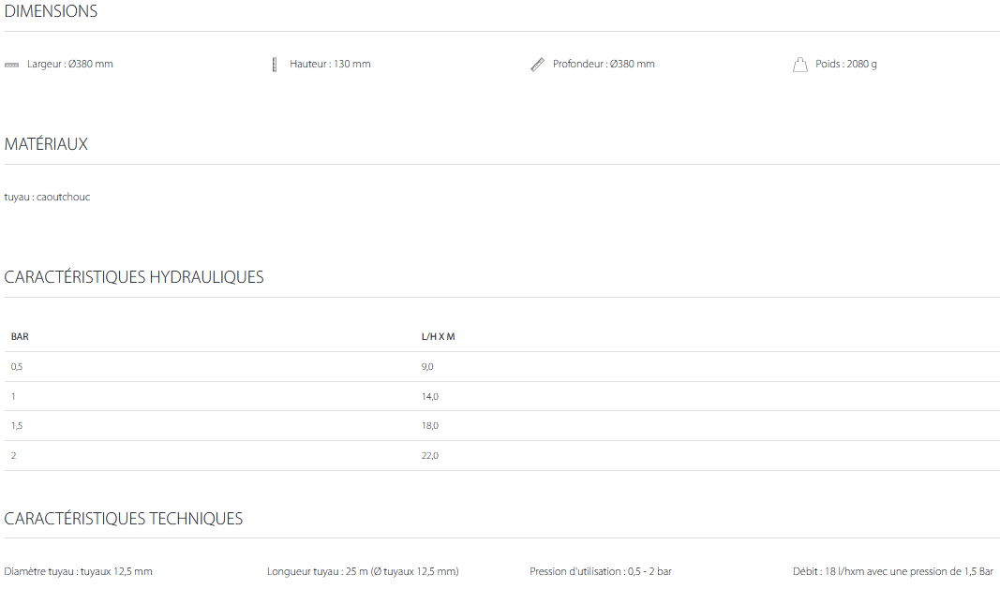 DIMENSIONS
Largeur : Ø380 mm Hauteur : 130 mm Profondeur : Ø380 mm Poids : 2080 g
MATÉRIAUX
tuyau : caoutchouc
CARACTÉRISTIQUES HYDRAULIQUES
BAR L/H X M
0,5 9,0
1 14,0
1,5 18,0
2 22,0
CARACTÉRISTIQUES TECHNIQUES
Diamètre tuyau : tuyaux 12,5 mm Longueur tuyau : 25 m (Ø tuyaux 12,5 mm) Pression d'utilisation : 0,5 - 2 bar Débit : 18 l/hxm avec une pression de 1,5 Bar